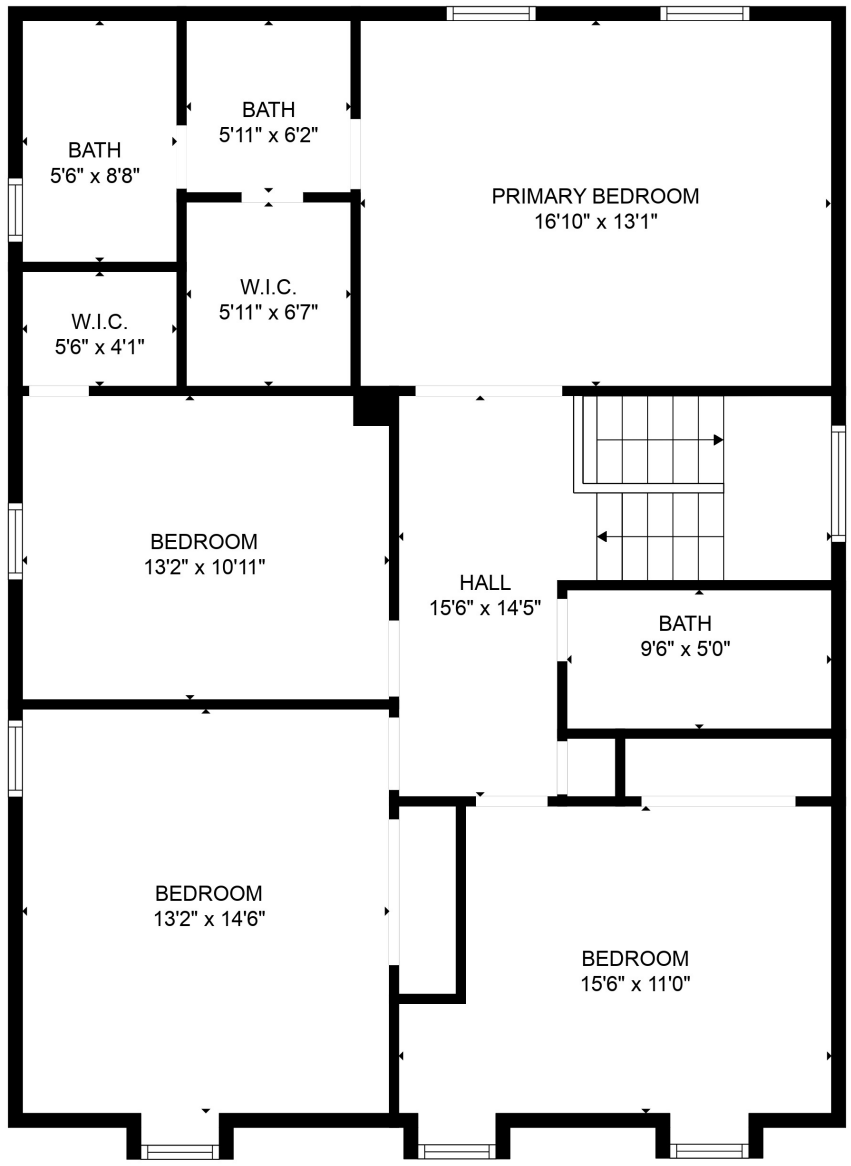 BATH
5'6" x 8'8"
BATH
5'11" x 6'2"
PRIMARY BEDROOM
16'10" x 13'1"
W.I.C.
5'6" x 4'1"
W.I.C.
5'11" x 6'7"
BEDROOM
13'2" x 10'11"
HALL
15'6" x 14'5"
BATH
9'6" x 5'0"
BEDROOM
13'2" x 14'6"
BEDROOM
15'6" x 11'0"